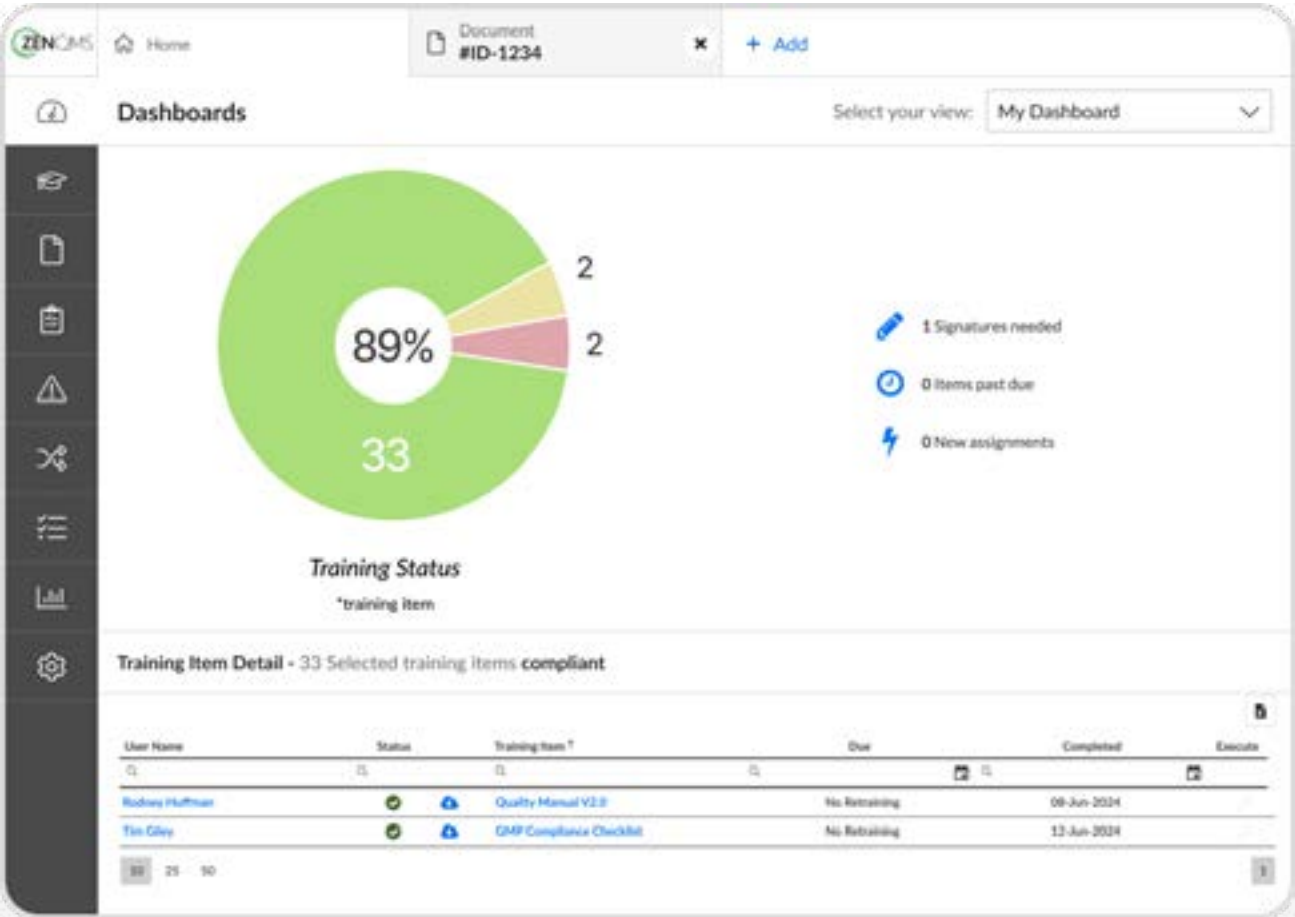 ZENQMS
Home
Document
#ID-1234
+ Add
Dashboards
Select your view:
My Dashboard
2
2
89%
33
1 Signatures needed
0 Items past due
0 New assignments
Training Status
*training item
Training Item Detail - 33 Selected training items compliant
User Name Status Training Item ↑ Due Completed Execute
Rodney Huffman Quality Manual V2.0 No Retraining 08-Jun-2024
Tim Giley GMP Compliance Checklist No Retraining 12-Jun-2024
10 25 50
1